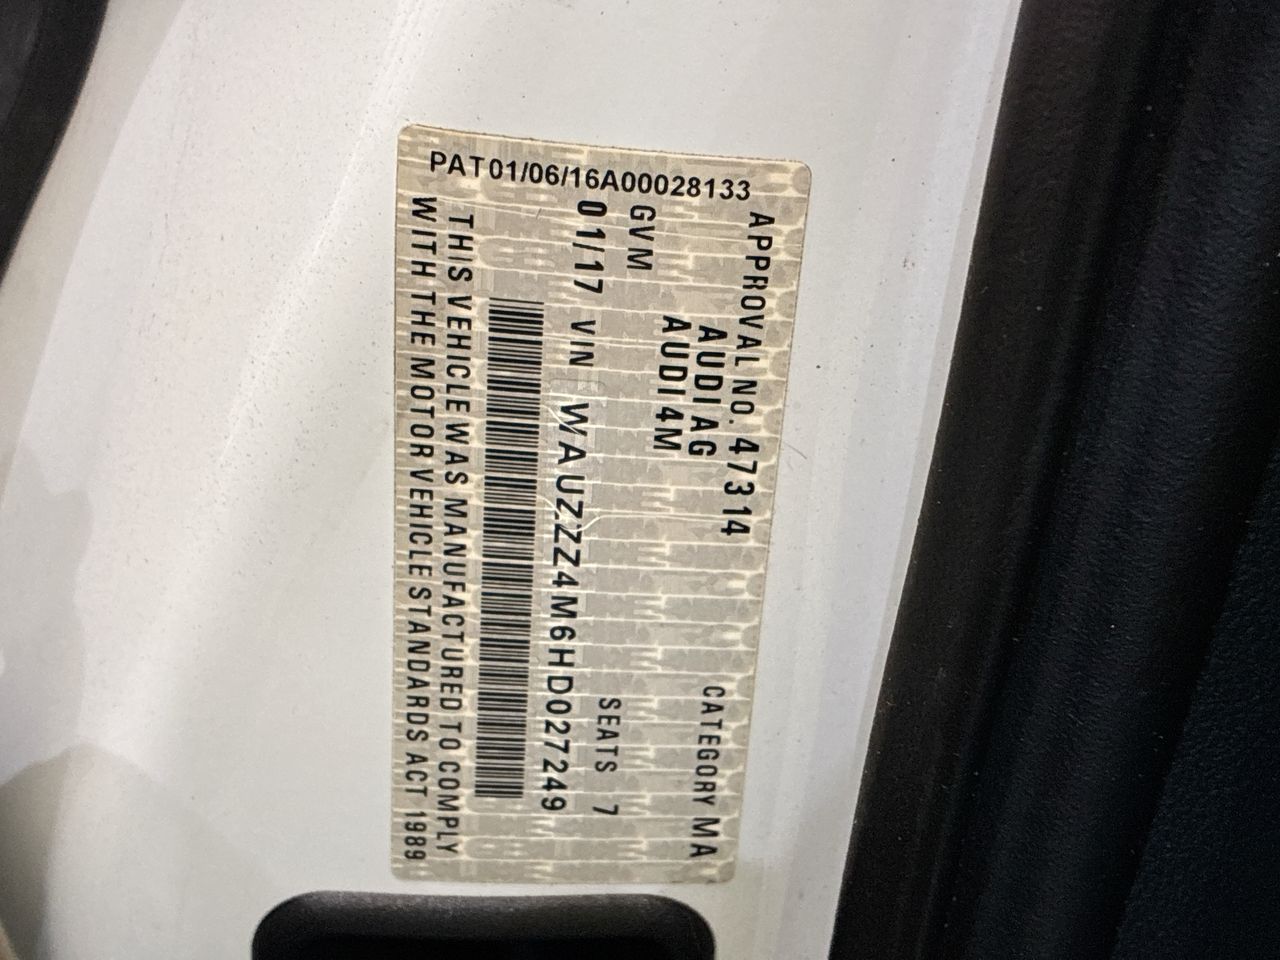 PAT01/06/16A00028133
APPROVAL NO. 47314 CATEGORY MA
AUDI AG
AUDI 4M
GVM SEATS 7
01/17 VIN WAUZZZ4M6HD027249
THIS VEHICLE WAS MANUFACTURED TO COMPLY
WITH THE MOTOR VEHICLE STANDARDS ACT 1989